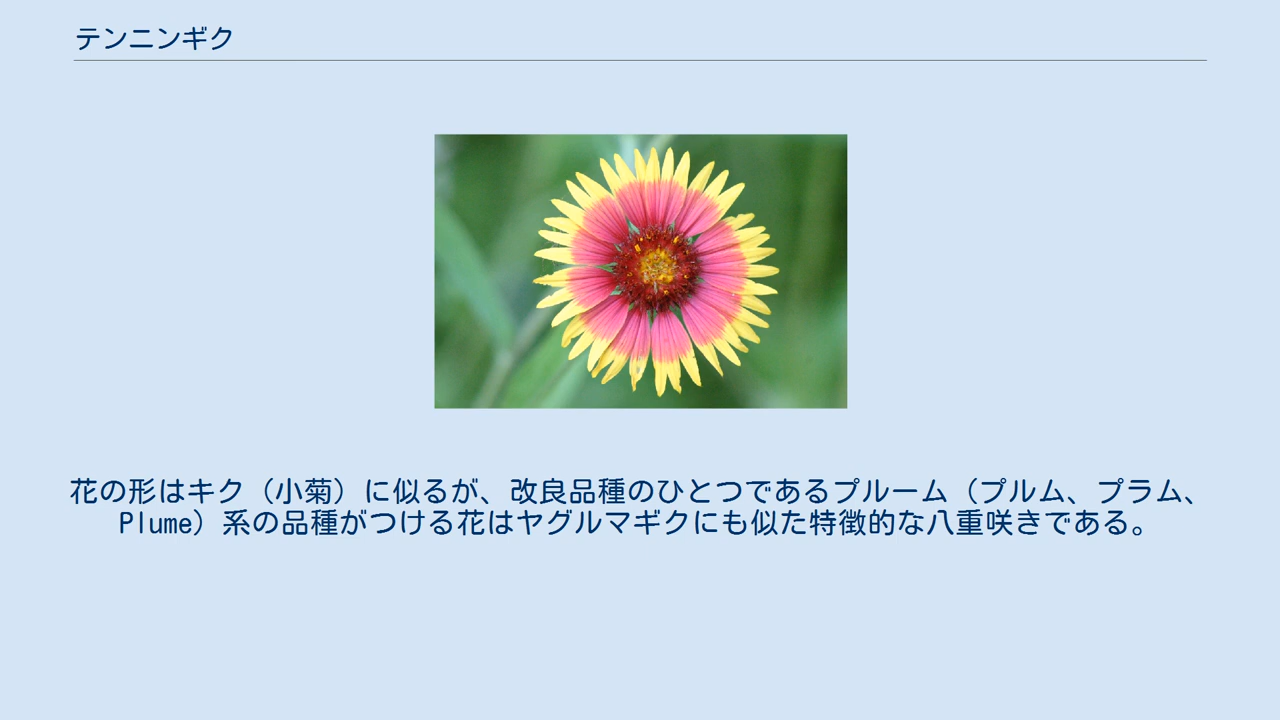 テンニンギク
花の形はキク（小菊）に似るが、改良品種のひとつであるプルーム（プルム、プラム、
Plume）系の品種がつける花はヤグルマギクにも似た特徴的な八重咲きである。